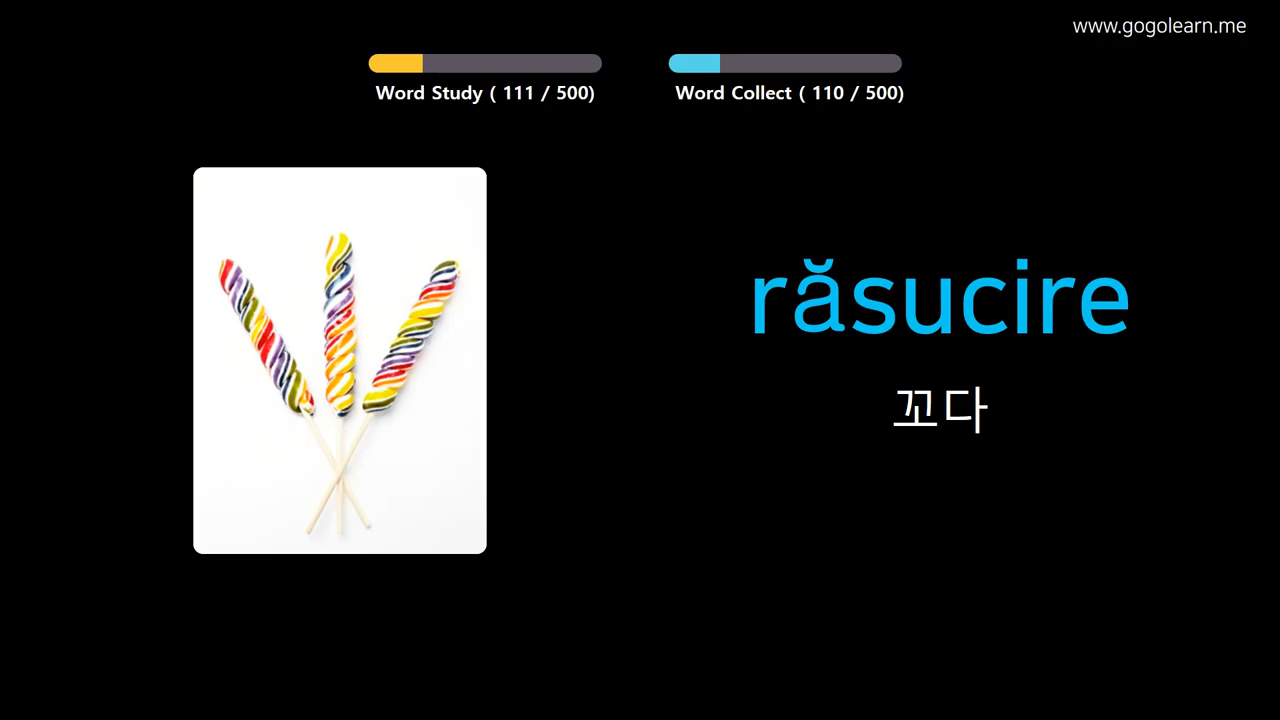 www.gogolearn.me
Word Study ( 111 / 500)
Word Collect ( 110 / 500)
răsucire
꼬다